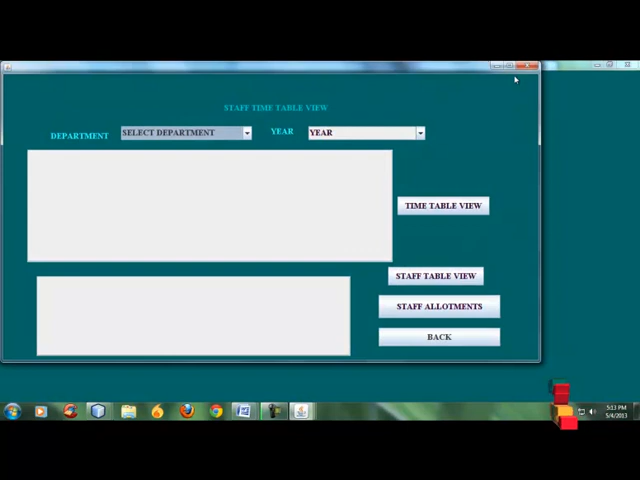 STAFF TIME TABLE VIEW
DEPARTMENT SELECT DEPARTMENT YEAR YEAR
TIME TABLE VIEW
STAFF TABLE VIEW
STAFF ALLOTMENTS
BACK
5:13 PM
5/4/2013